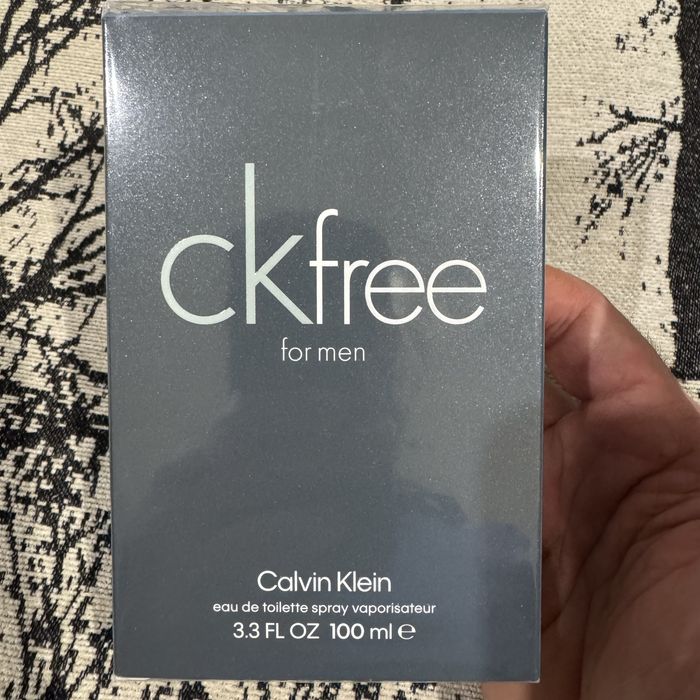 ckfree
for men
Calvin Klein
eau de toilette spray vaporisateur
3.3 FL OZ 100 ml ℮